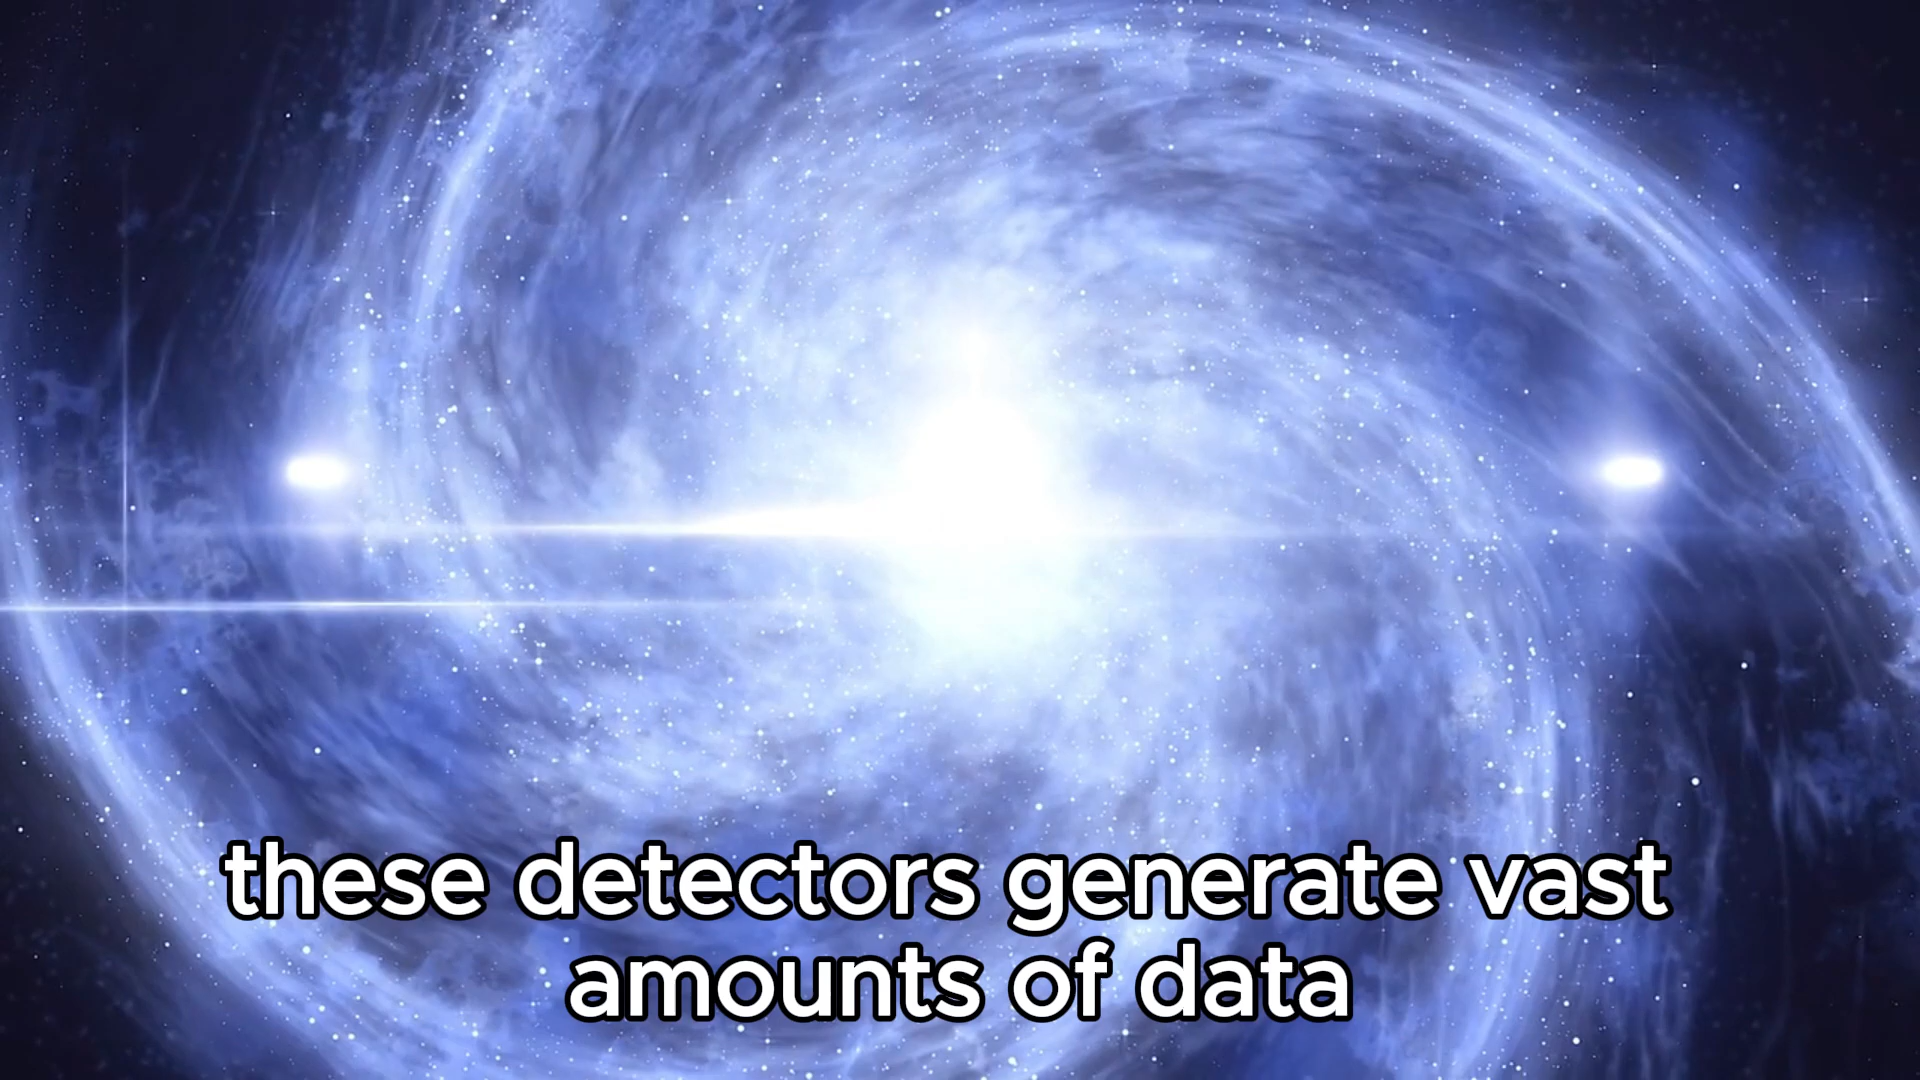 these detectors generate vast
amounts of data